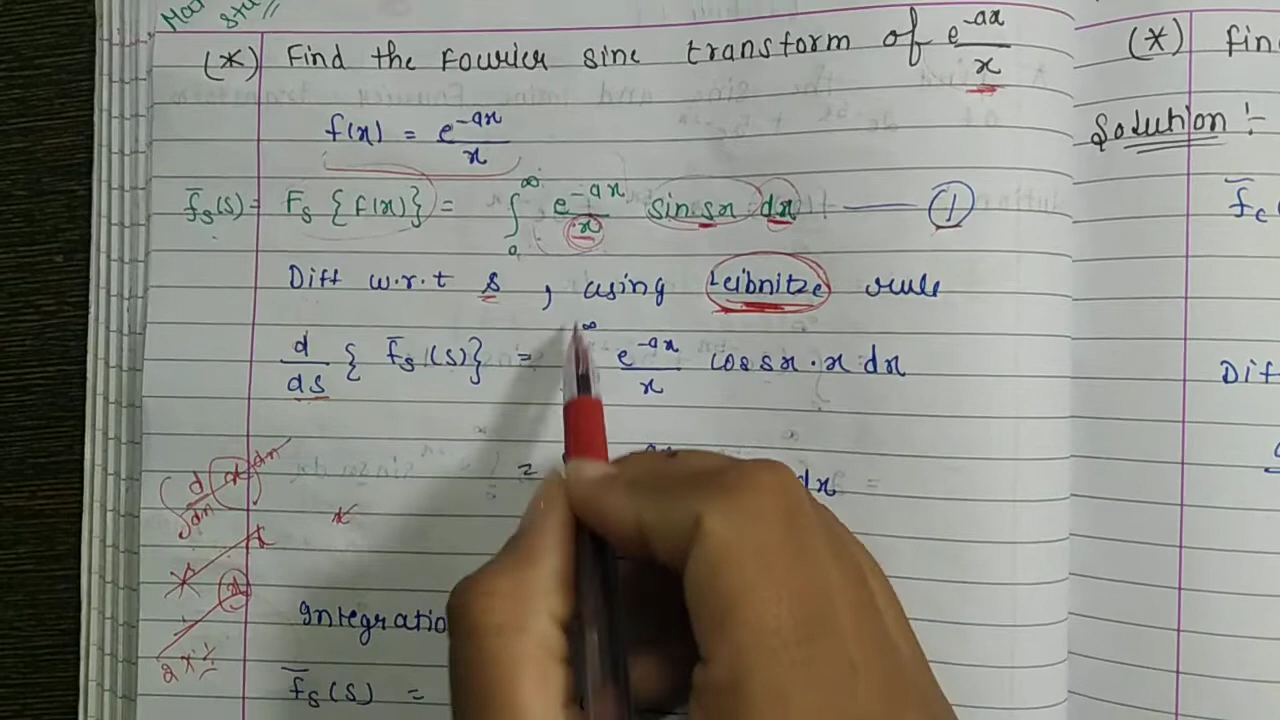 (*) Find the Fourier sine transform of e^-ax / x
f(x) = e^-ax / x
f̄s(s) = Fs {f(x)} = ∫0^∞ e^-ax / x sin sx dx —— ①
Diff w.r.t s , using Leibnitze rule
d/ds { f̄s(s)} = ∞ e^-ax / x cos sx · x dx
= dx =
Integratio
f̄s(s) =
(*) Fin
Solution :-
f̄c(
Dif